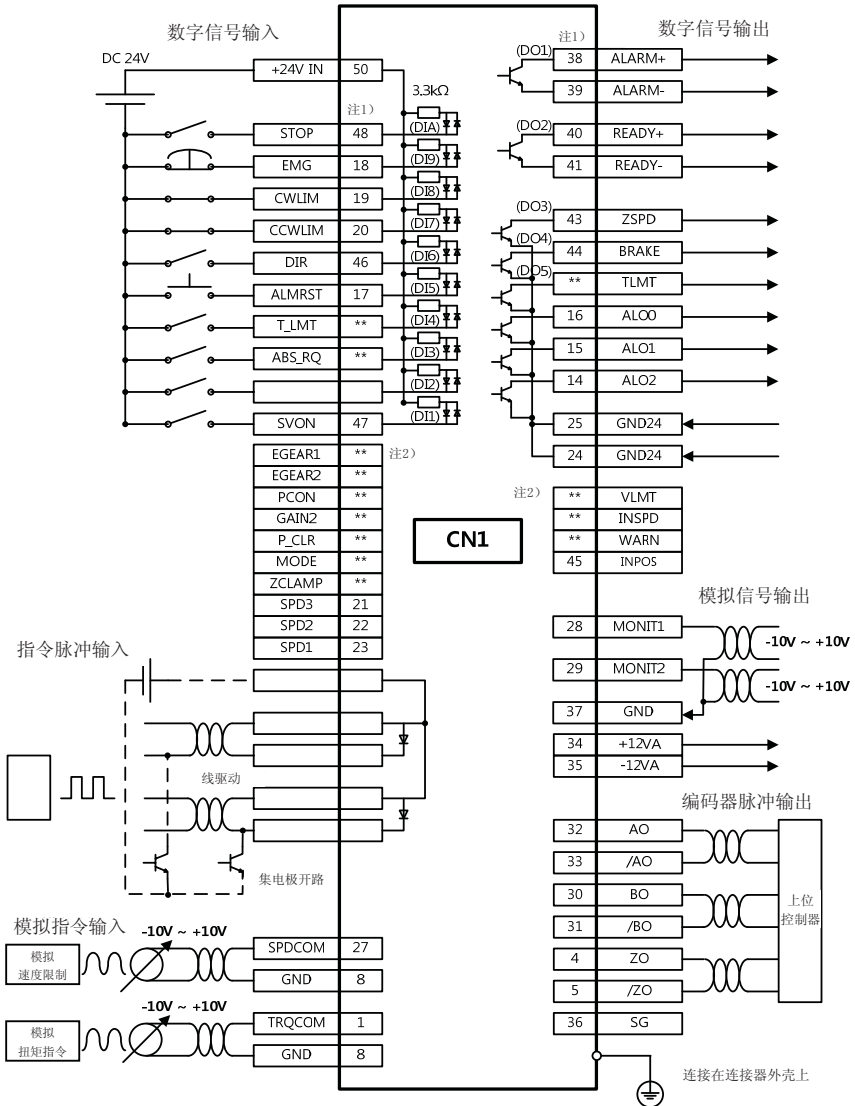 数字信号输入
数字信号输出
DC 24V
+24V IN 50
3.3kΩ
注1）
STOP 48 (DIA)
EMG 18 (DI9)
CWLIM 19 (DI8)
CCWLIM 20 (DI7)
DIR 46 (DI6)
ALMRST 17 (DI5)
T_LMT ** (DI4)
ABS_RQ ** (DI3)
(DI2)
SVON 47 (DI1)
EGEAR1 ** 注2）
EGEAR2 **
PCON **
GAIN2 **
P_CLR **
MODE **
ZCLAMP **
SPD3 21
SPD2 22
SPD1 23
CN1
注1）
(DO1) 38 ALARM+
39 ALARM-
(DO2) 40 READY+
41 READY-
(DO3) 43 ZSPD
(DO4) 44 BRAKE
(DO5) ** TLMT
16 ALO0
15 ALO1
14 ALO2
25 GND24
24 GND24
注2） ** VLMT
** INSPD
** WARN
45 INPOS
模拟信号输出
28 MONIT1
-10V ~ +10V
29 MONIT2
-10V ~ +10V
37 GND
34 +12VA
35 -12VA
编码器脉冲输出
32 AO
33 /AO
30 BO
31 /BO
4 ZO
5 /ZO
36 SG
上位
控制器
连接在连接器外壳上
指令脉冲输入
线驱动
集电极开路
模拟指令输入
-10V ~ +10V
模拟
速度限制
SPDCOM 27
GND 8
-10V ~ +10V
模拟
扭矩指令
TRQCOM 1
GND 8